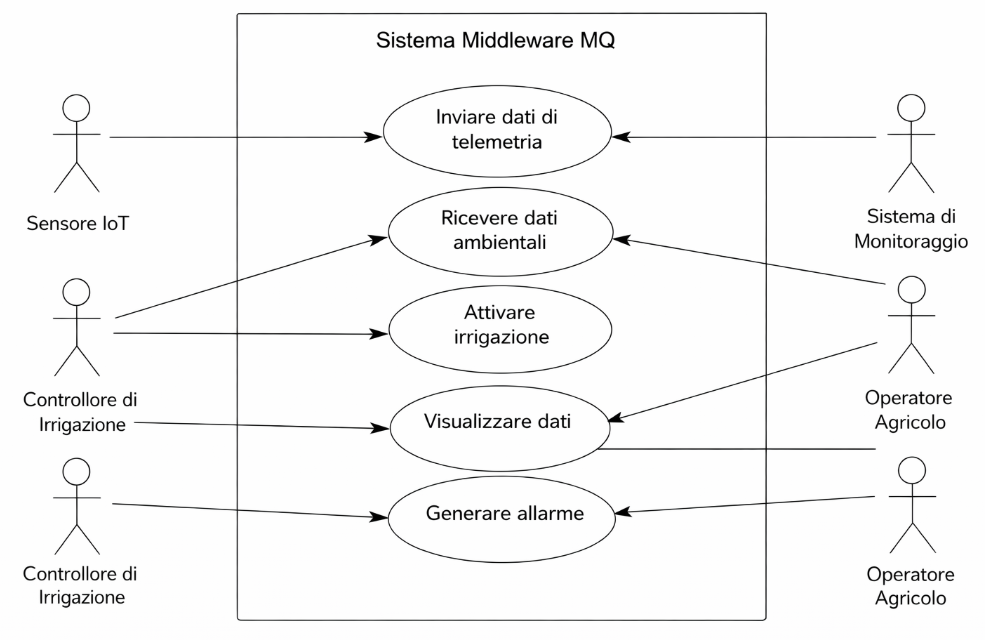 Sistema Middleware MQ
Inviare dati di
telemetria
Sensore IoT
Sistema di
Monitoraggio
Ricevere dati
ambientali
Attivare
irrigazione
Controllore di
Irrigazione
Operatore
Agricolo
Visualizzare dati
Generare allarme
Controllore di
Irrigazione
Operatore
Agricolo